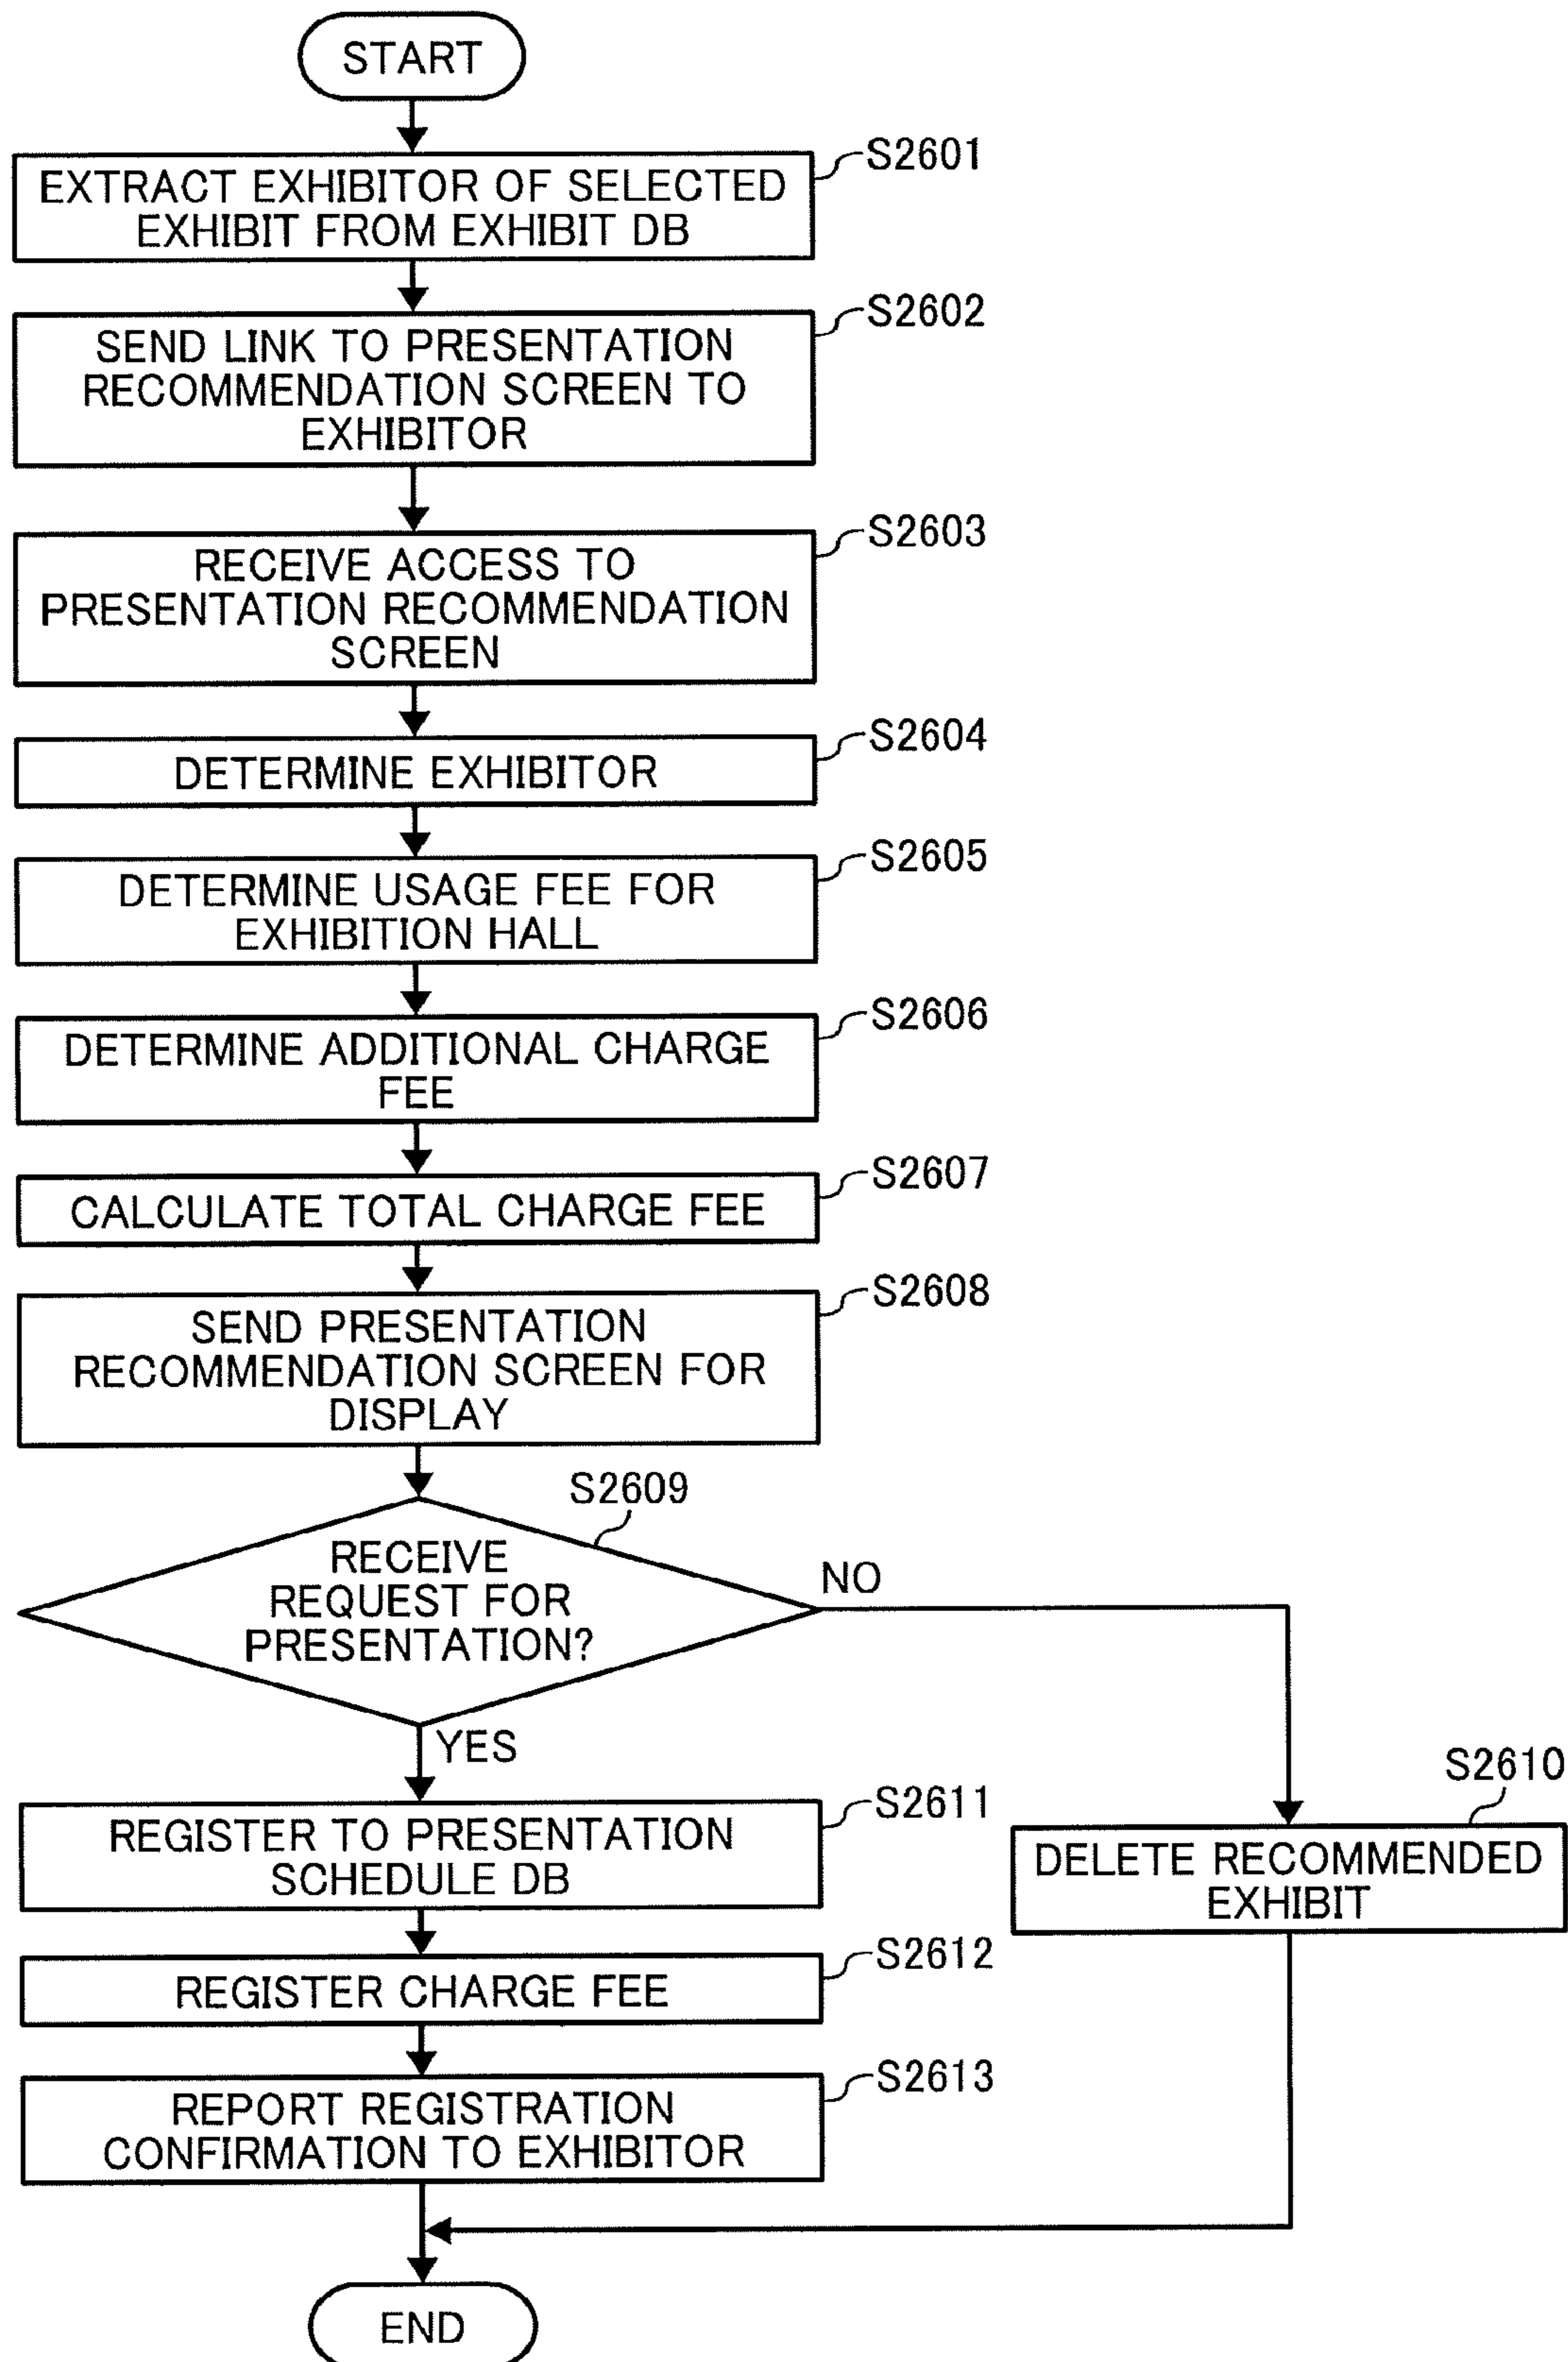 START
S2601
EXTRACT EXHIBITOR OF SELECTED
EXHIBIT FROM EXHIBIT DB
S2602
SEND LINK TO PRESENTATION
RECOMMENDATION SCREEN TO
EXHIBITOR
S2603
RECEIVE ACCESS TO
PRESENTATION RECOMMENDATION
SCREEN
S2604
DETERMINE EXHIBITOR
S2605
DETERMINE USAGE FEE FOR
EXHIBITION HALL
S2606
DETERMINE ADDITIONAL CHARGE
FEE
S2607
CALCULATE TOTAL CHARGE FEE
S2608
SEND PRESENTATION
RECOMMENDATION SCREEN FOR
DISPLAY
S2609
RECEIVE
REQUEST FOR
PRESENTATION?
NO
YES
S2610
DELETE RECOMMENDED
EXHIBIT
S2611
REGISTER TO PRESENTATION
SCHEDULE DB
S2612
REGISTER CHARGE FEE
S2613
REPORT REGISTRATION
CONFIRMATION TO EXHIBITOR
END